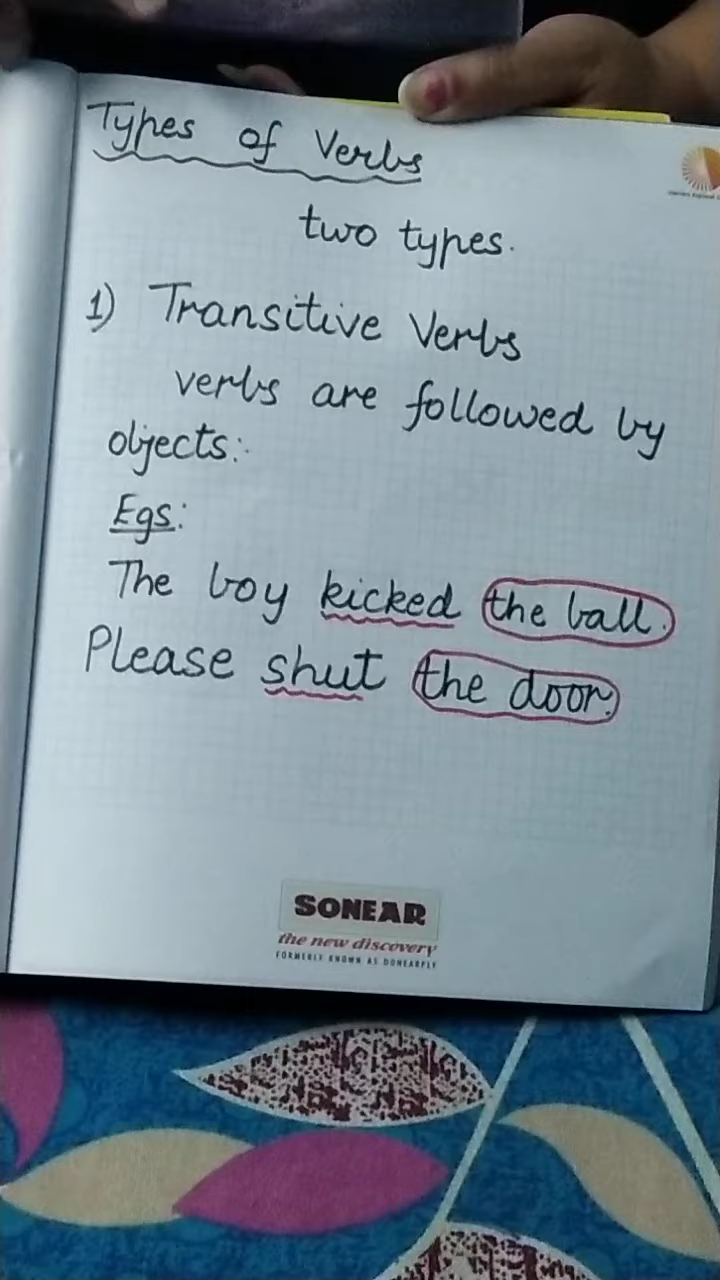 Types of Verbs
two types.
1) Transitive Verbs
verbs are followed by
objects:
Egs:
The boy kicked the ball.
Please shut the door.
SONEAR
the new discovery
FORMERLY KNOWN AS DONEARPLY